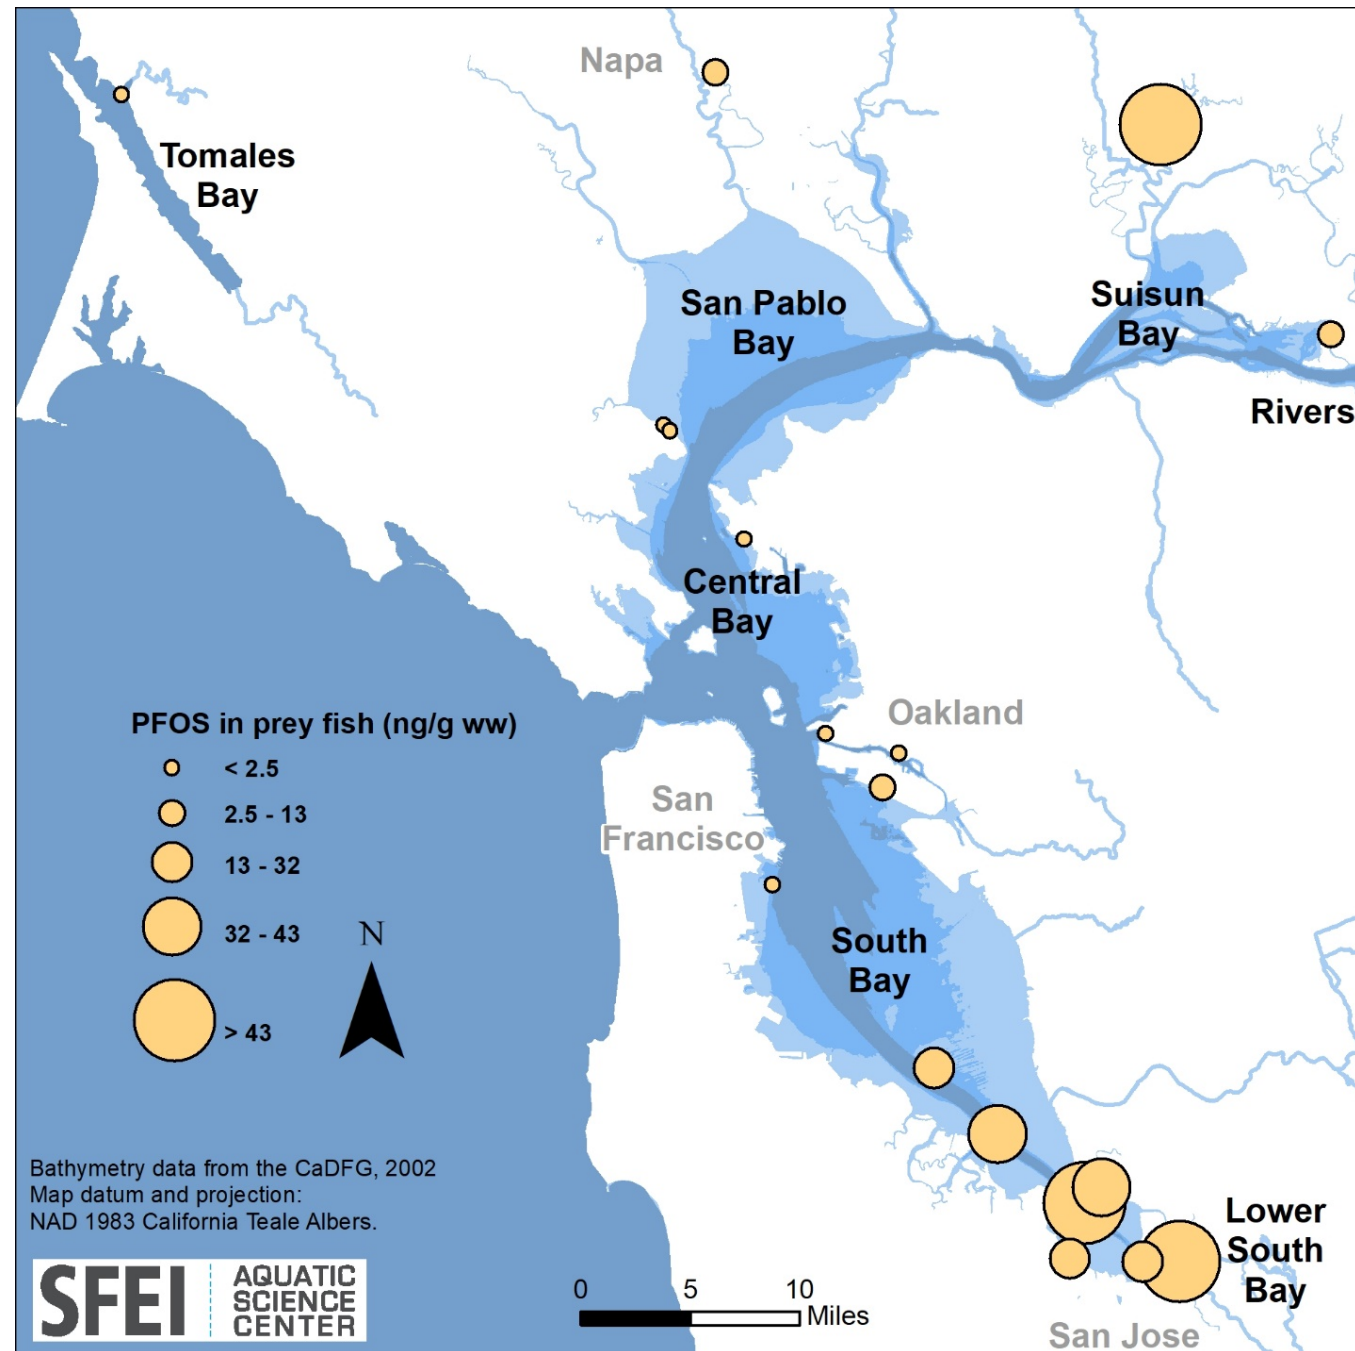 Napa
Tomales
Bay
San Pablo
Bay
Suisun
Bay
Rivers
Central
Bay
Oakland
San
Francisco
South
Bay
Lower
South
Bay
San Jose
PFOS in prey fish (ng/g ww)
< 2.5
2.5 - 13
13 - 32
32 - 43
> 43
N
Bathymetry data from the CaDFG, 2002
Map datum and projection:
NAD 1983 California Teale Albers.
SFEI
AQUATIC
SCIENCE
CENTER
0 5 10
Miles